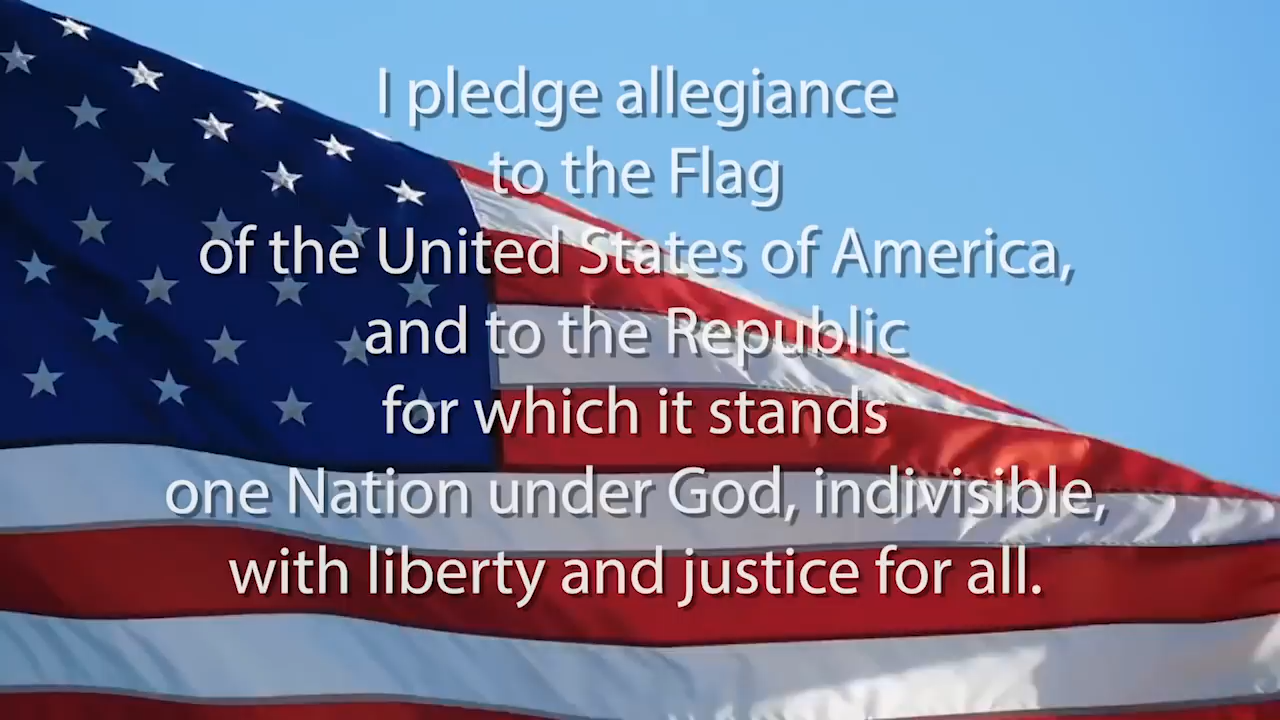 I pledge allegiance
to the Flag
of the United States of America,
and to the Republic
for which it stands
one Nation under God, indivisible,
with liberty and justice for all.